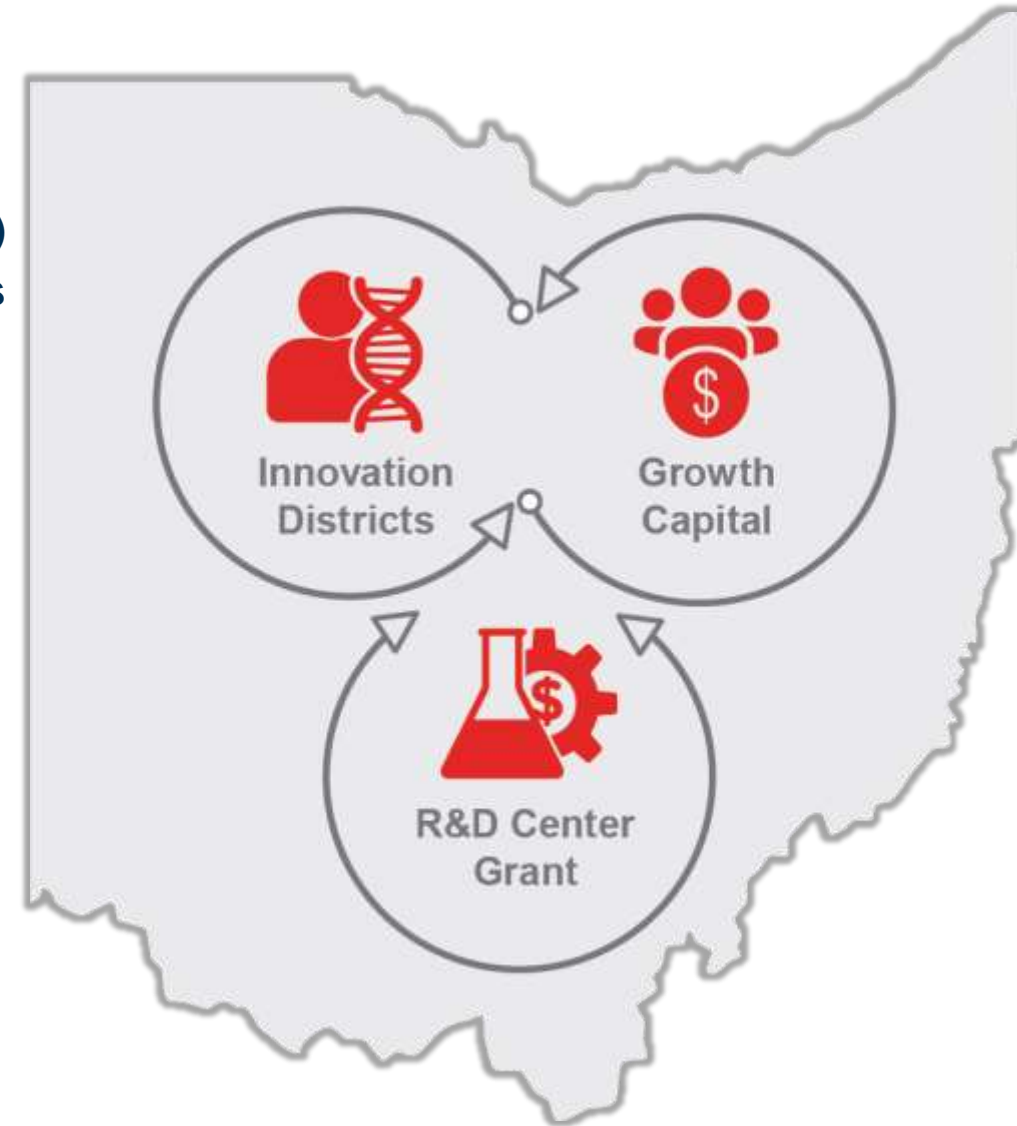 )
s
Innovation
Districts
Growth
Capital
$
$
R&D Center
Grant